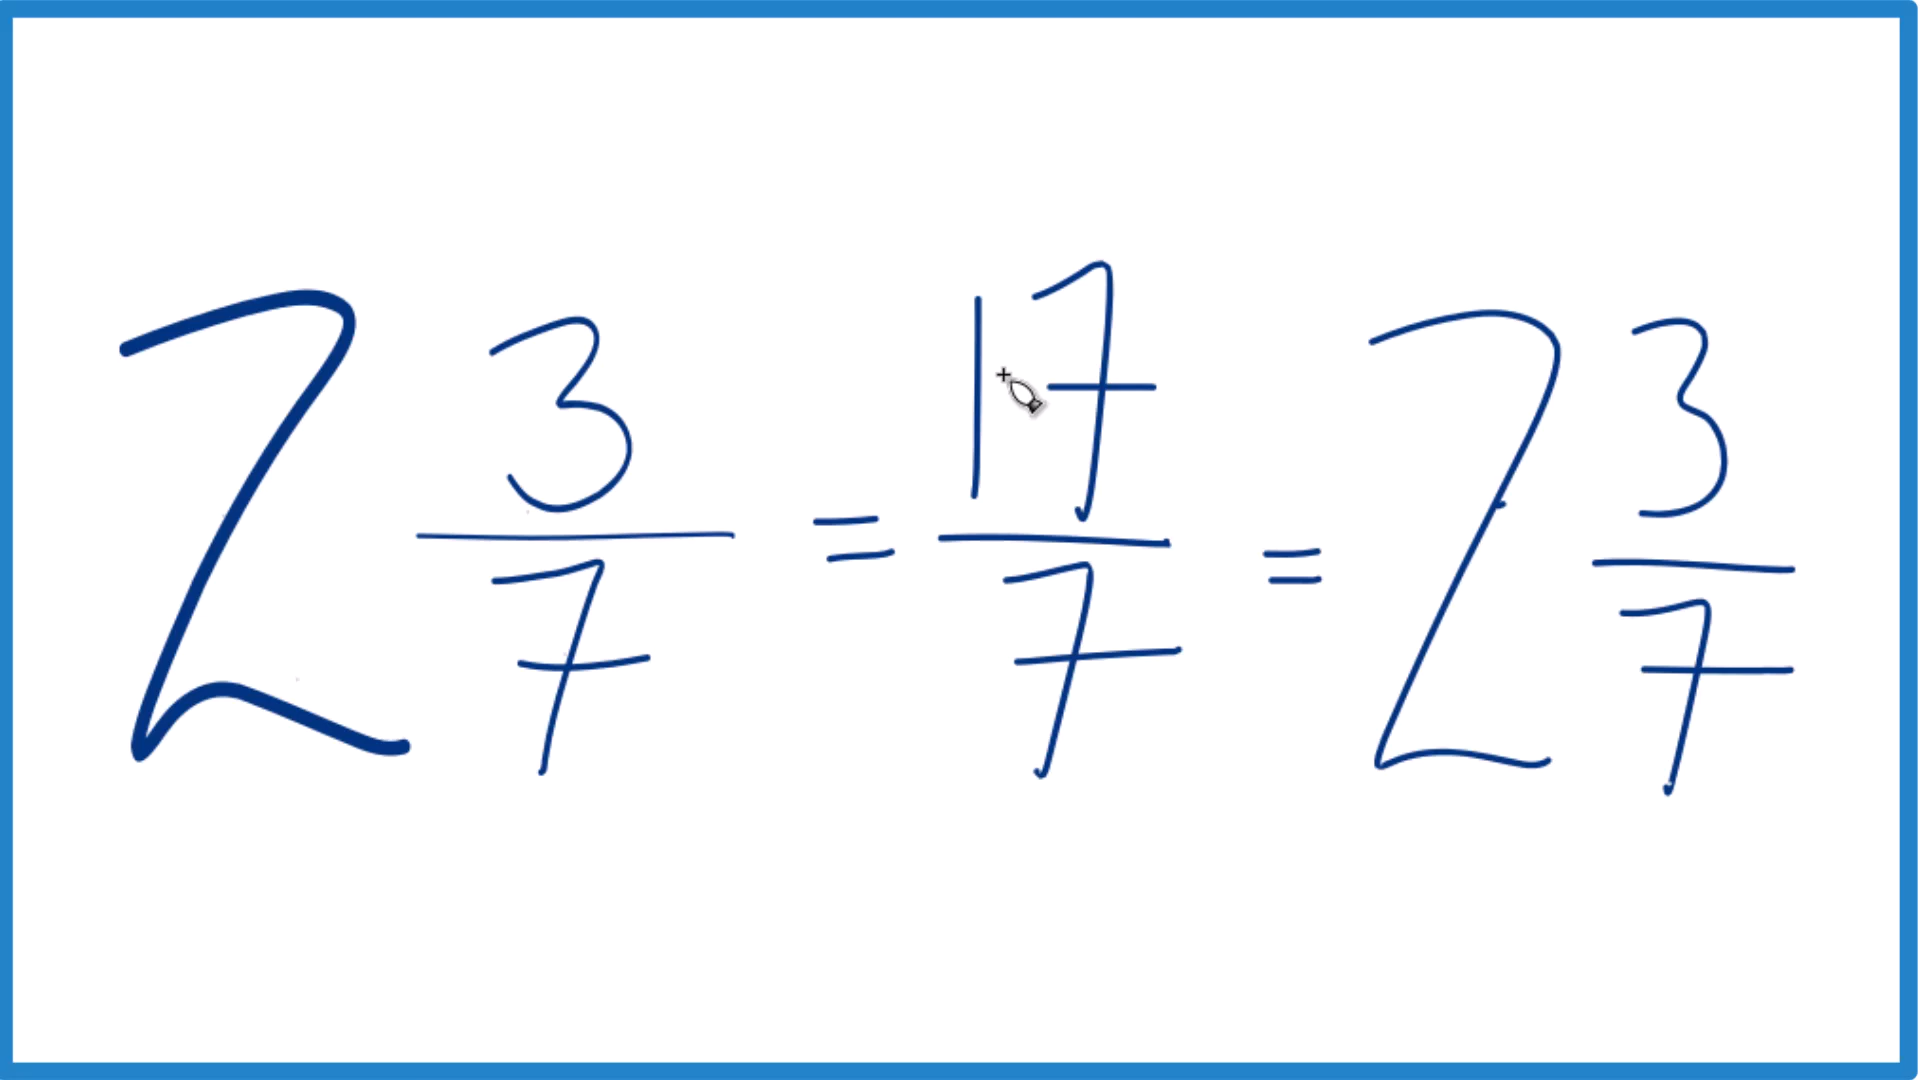 2 3/7 = 17/7 = 2 3/7